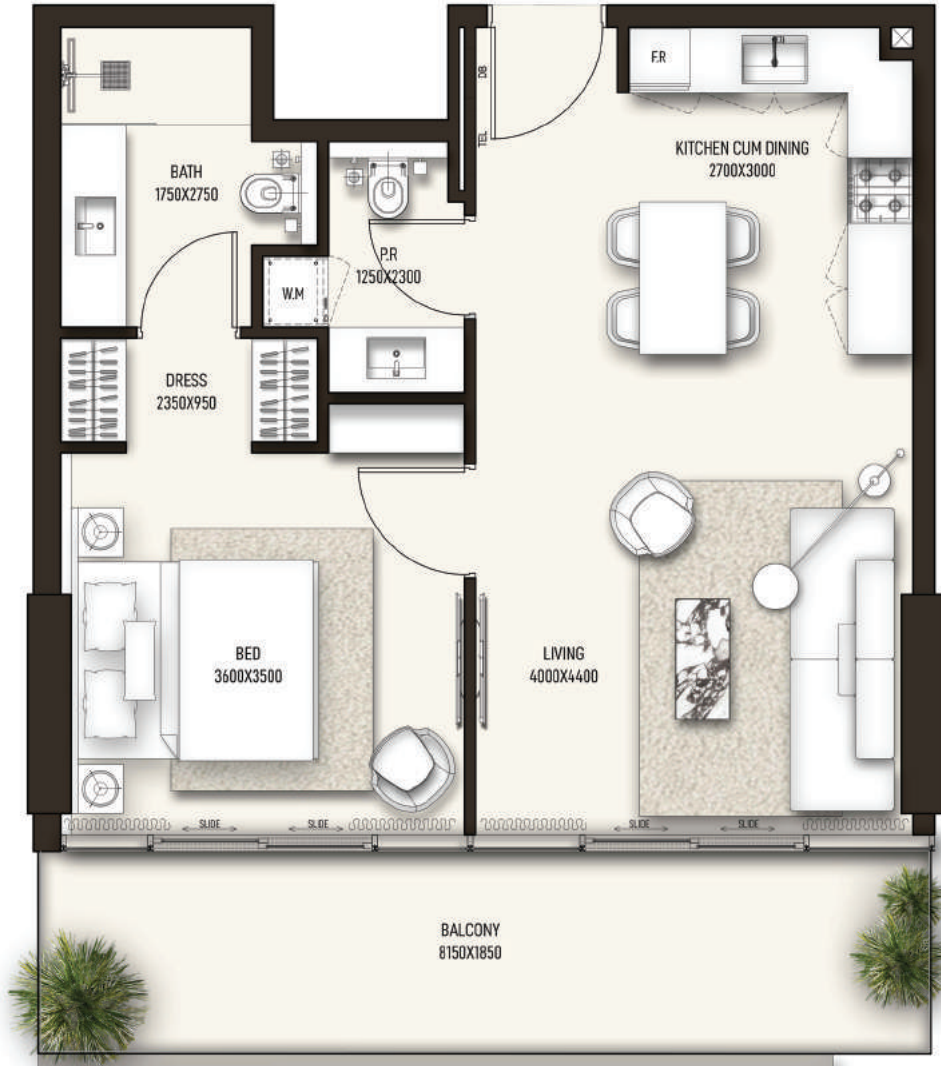 DB
TEL
F.R
KITCHEN CUM DINING
2700X3000
BATH
1750X2750
P.R
1250X2300
W.M
DRESS
2350X950
BED
3600X3500
LIVING
4000X4400
SLIDE
SLIDE
SLIDE
SLIDE
BALCONY
8150X1850